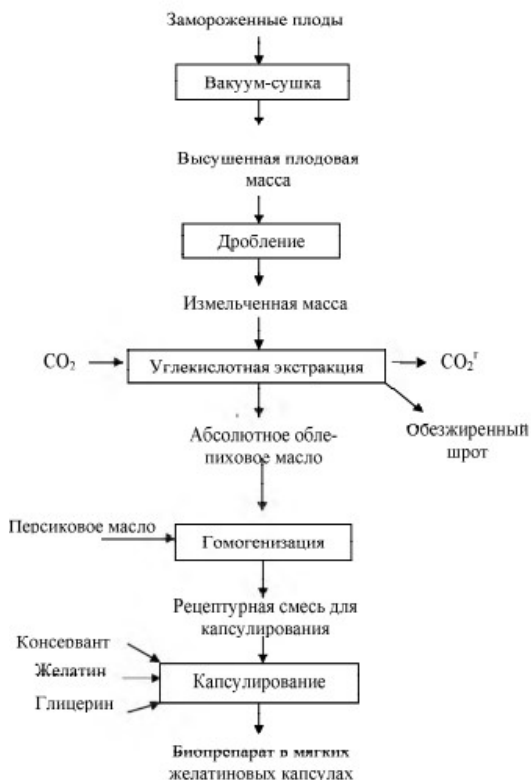 Замороженные плоды
Вакуум-сушка
Высушенная плодовая
масса
Дробление
Измельченная масса
CO₂
Углекислотная экстракция
CO₂ᵍ
Обезжиренный
шрот
Абсолютное обле-
пиховое масло
Персиковое масло
Гомогенизация
Рецептурная смесь для
капсулирования
Консервант
Желатин
Глицерин
Капсулирование
Биопрепарат в мягких
желатиновых капсулах